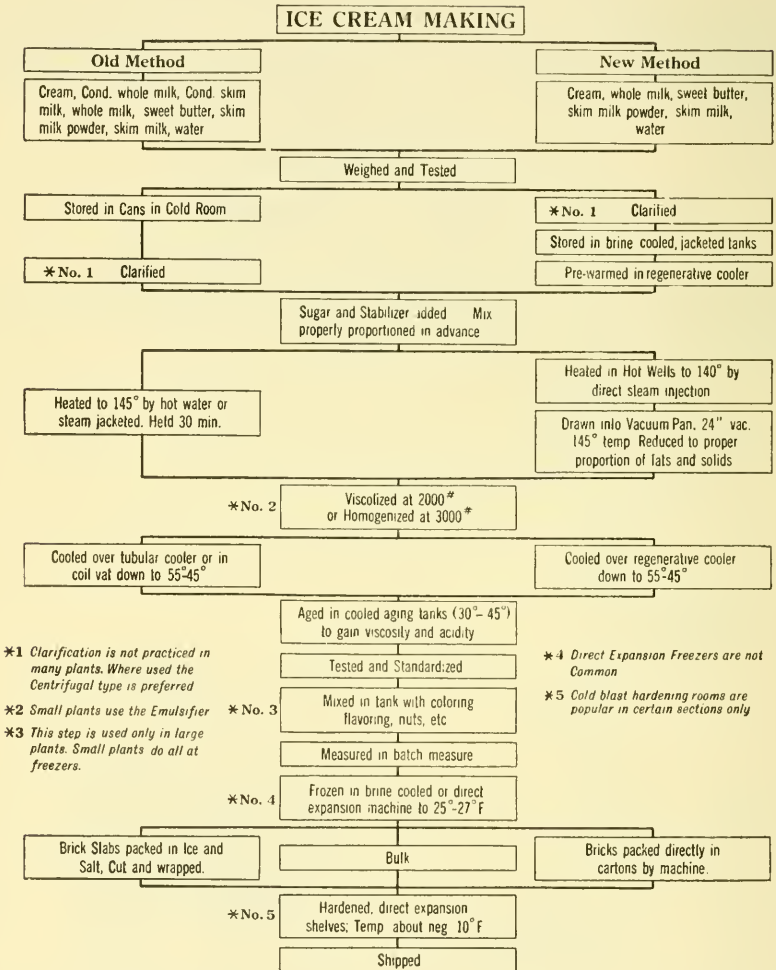 ICE CREAM MAKING
Old Method
Cream, Cond. whole milk, Cond. skim
milk, whole milk, sweet butter, skim
milk powder, skim milk, water
New Method
Cream, whole milk, sweet butter,
skim milk powder, skim milk,
water
Weighed and Tested
Stored in Cans in Cold Room
*No. 1 Clarified
*No. 1 Clarified
Stored in brine cooled, jacketed tanks
Pre-warmed in regenerative cooler
Sugar and Stabilizer added Mix
properly proportioned in advance
Heated to 145° by hot water or
steam jacketed. Held 30 min.
Heated in Hot Wells to 140° by
direct steam injection
Drawn into Vacuum Pan. 24" vac.
145° temp Reduced to proper
proportion of fats and solids
*No. 2
Viscolized at 2000#
or Homogenized at 3000#
Cooled over tubular cooler or in
coil vat down to 55°-45°
Cooled over regenerative cooler
down to 55°-45°
Aged in cooled aging tanks (30°- 45°)
to gain viscosity and acidity
Tested and Standardized
*No. 3
Mixed in tank with coloring
flavoring, nuts, etc
Measured in batch measure
*No. 4
Frozen in brine cooled or direct
expansion machine to 25°-27°F
*1 Clarification is not practiced in
many plants. Where used the
Centrifugal type is preferred
*2 Small plants use the Emulsifier
*3 This step is used only in large
plants. Small plants do all at
freezers.
*4 Direct Expansion Freezers are not
Common
*5 Cold blast hardening rooms are
popular in certain sections only
Brick Slabs packed in Ice and
Salt, Cut and wrapped.
Bulk
Bricks packed directly in
cartons by machine.
*No. 5
Hardened, direct expansion
shelves; Temp about neg 10°F
Shipped